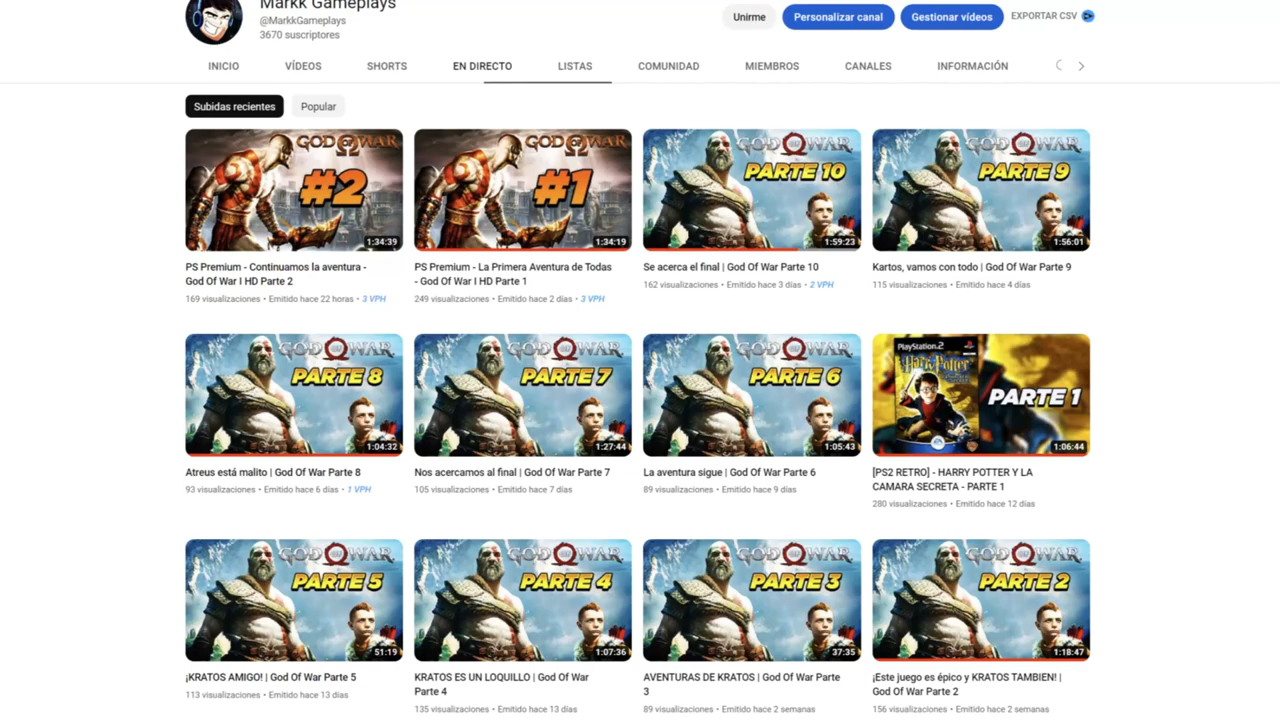 Markk Gameplays
@MarkkGameplays
3670 suscriptores
Unirme
Personalizar canal
Gestionar vídeos
EXPORTAR CSV
INICIO
VÍDEOS
SHORTS
EN DIRECTO
LISTAS
COMUNIDAD
MIEMBROS
CANALES
INFORMACIÓN
Subidas recientes
Popular
GOD OF WAR
#2
1:34:39
GOD OF WAR
#1
1:34:19
GOD OF WAR
PARTE 10
1:59:23
GOD OF WAR
PARTE 9
1:56:01
PS Premium - Continuamos la aventura -
God Of War I HD Parte 2
169 visualizaciones • Emitido hace 22 horas • 3 VPH
PS Premium - La Primera Aventura de Todas
- God Of War I HD Parte 1
249 visualizaciones • Emitido hace 2 días • 3 VPH
Se acerca el final | God Of War Parte 10
162 visualizaciones • Emitido hace 3 días • 2 VPH
Kartos, vamos con todo | God Of War Parte 9
115 visualizaciones • Emitido hace 4 días
GOD OF WAR
PARTE 8
1:04:32
GOD OF WAR
PARTE 7
1:27:44
GOD OF WAR
PARTE 6
1:05:43
PlayStation.2
Harry Potter
EA
PARTE 1
1:06:44
Atreus está malito | God Of War Parte 8
93 visualizaciones • Emitido hace 6 días • 1 VPH
Nos acercamos al final | God Of War Parte 7
105 visualizaciones • Emitido hace 7 días
La aventura sigue | God Of War Parte 6
89 visualizaciones • Emitido hace 9 días
[PS2 RETRO] - HARRY POTTER Y LA
CAMARA SECRETA - PARTE 1
280 visualizaciones • Emitido hace 12 días
GOD OF WAR
PARTE 5
51:19
GOD OF WAR
PARTE 4
1:07:36
GOD OF WAR
PARTE 3
37:35
GOD OF WAR
PARTE 2
1:18:47
¡KRATOS AMIGO! | God Of War Parte 5
113 visualizaciones • Emitido hace 13 días
KRATOS ES UN LOQUILLO | God Of War
Parte 4
135 visualizaciones • Emitido hace 13 días
AVENTURAS DE KRATOS | God Of War Parte
3
89 visualizaciones • Emitido hace 2 semanas
¡Este juego es épico y KRATOS TAMBIEN! |
God Of War Parte 2
156 visualizaciones • Emitido hace 2 semanas